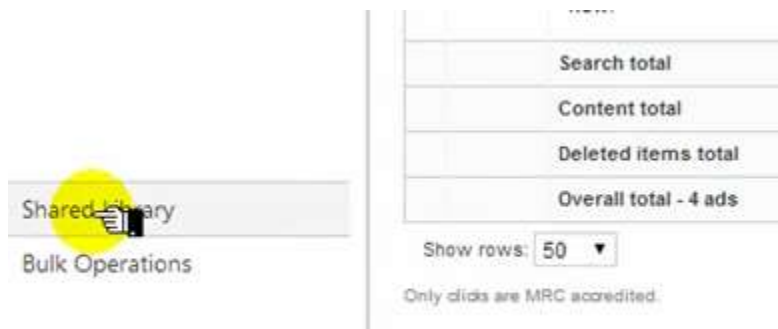 Search total
Content total
Deleted items total
Overall total - 4 ads
Show rows: 50
Only clicks are MRC accredited.
Shared Library
Bulk Operations